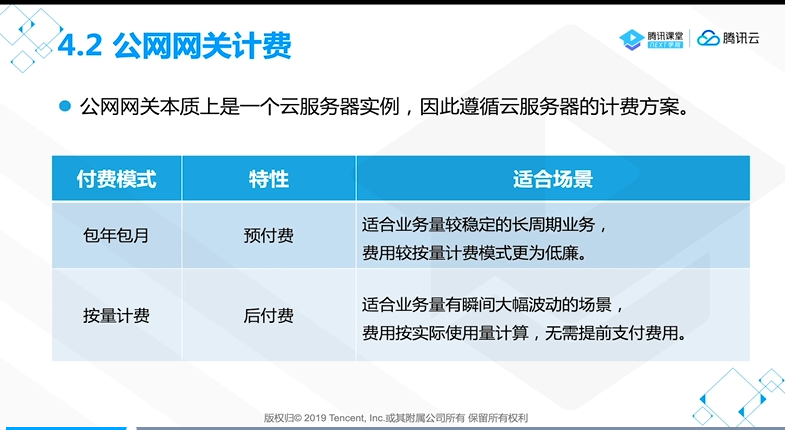 4.2 公网网关计费
腾讯课堂
NEXT学院
腾讯云
公网网关本质上是一个云服务器实例，因此遵循云服务器的计费方案。
付费模式 特性 适合场景
包年包月 预付费 适合业务量较稳定的长周期业务，
费用较按量计费模式更为低廉。
按量计费 后付费 适合业务量有瞬间大幅波动的场景，
费用按实际使用量计算，无需提前支付费用。
版权归© 2019 Tencent, Inc.或其附属公司所有 保留所有权利